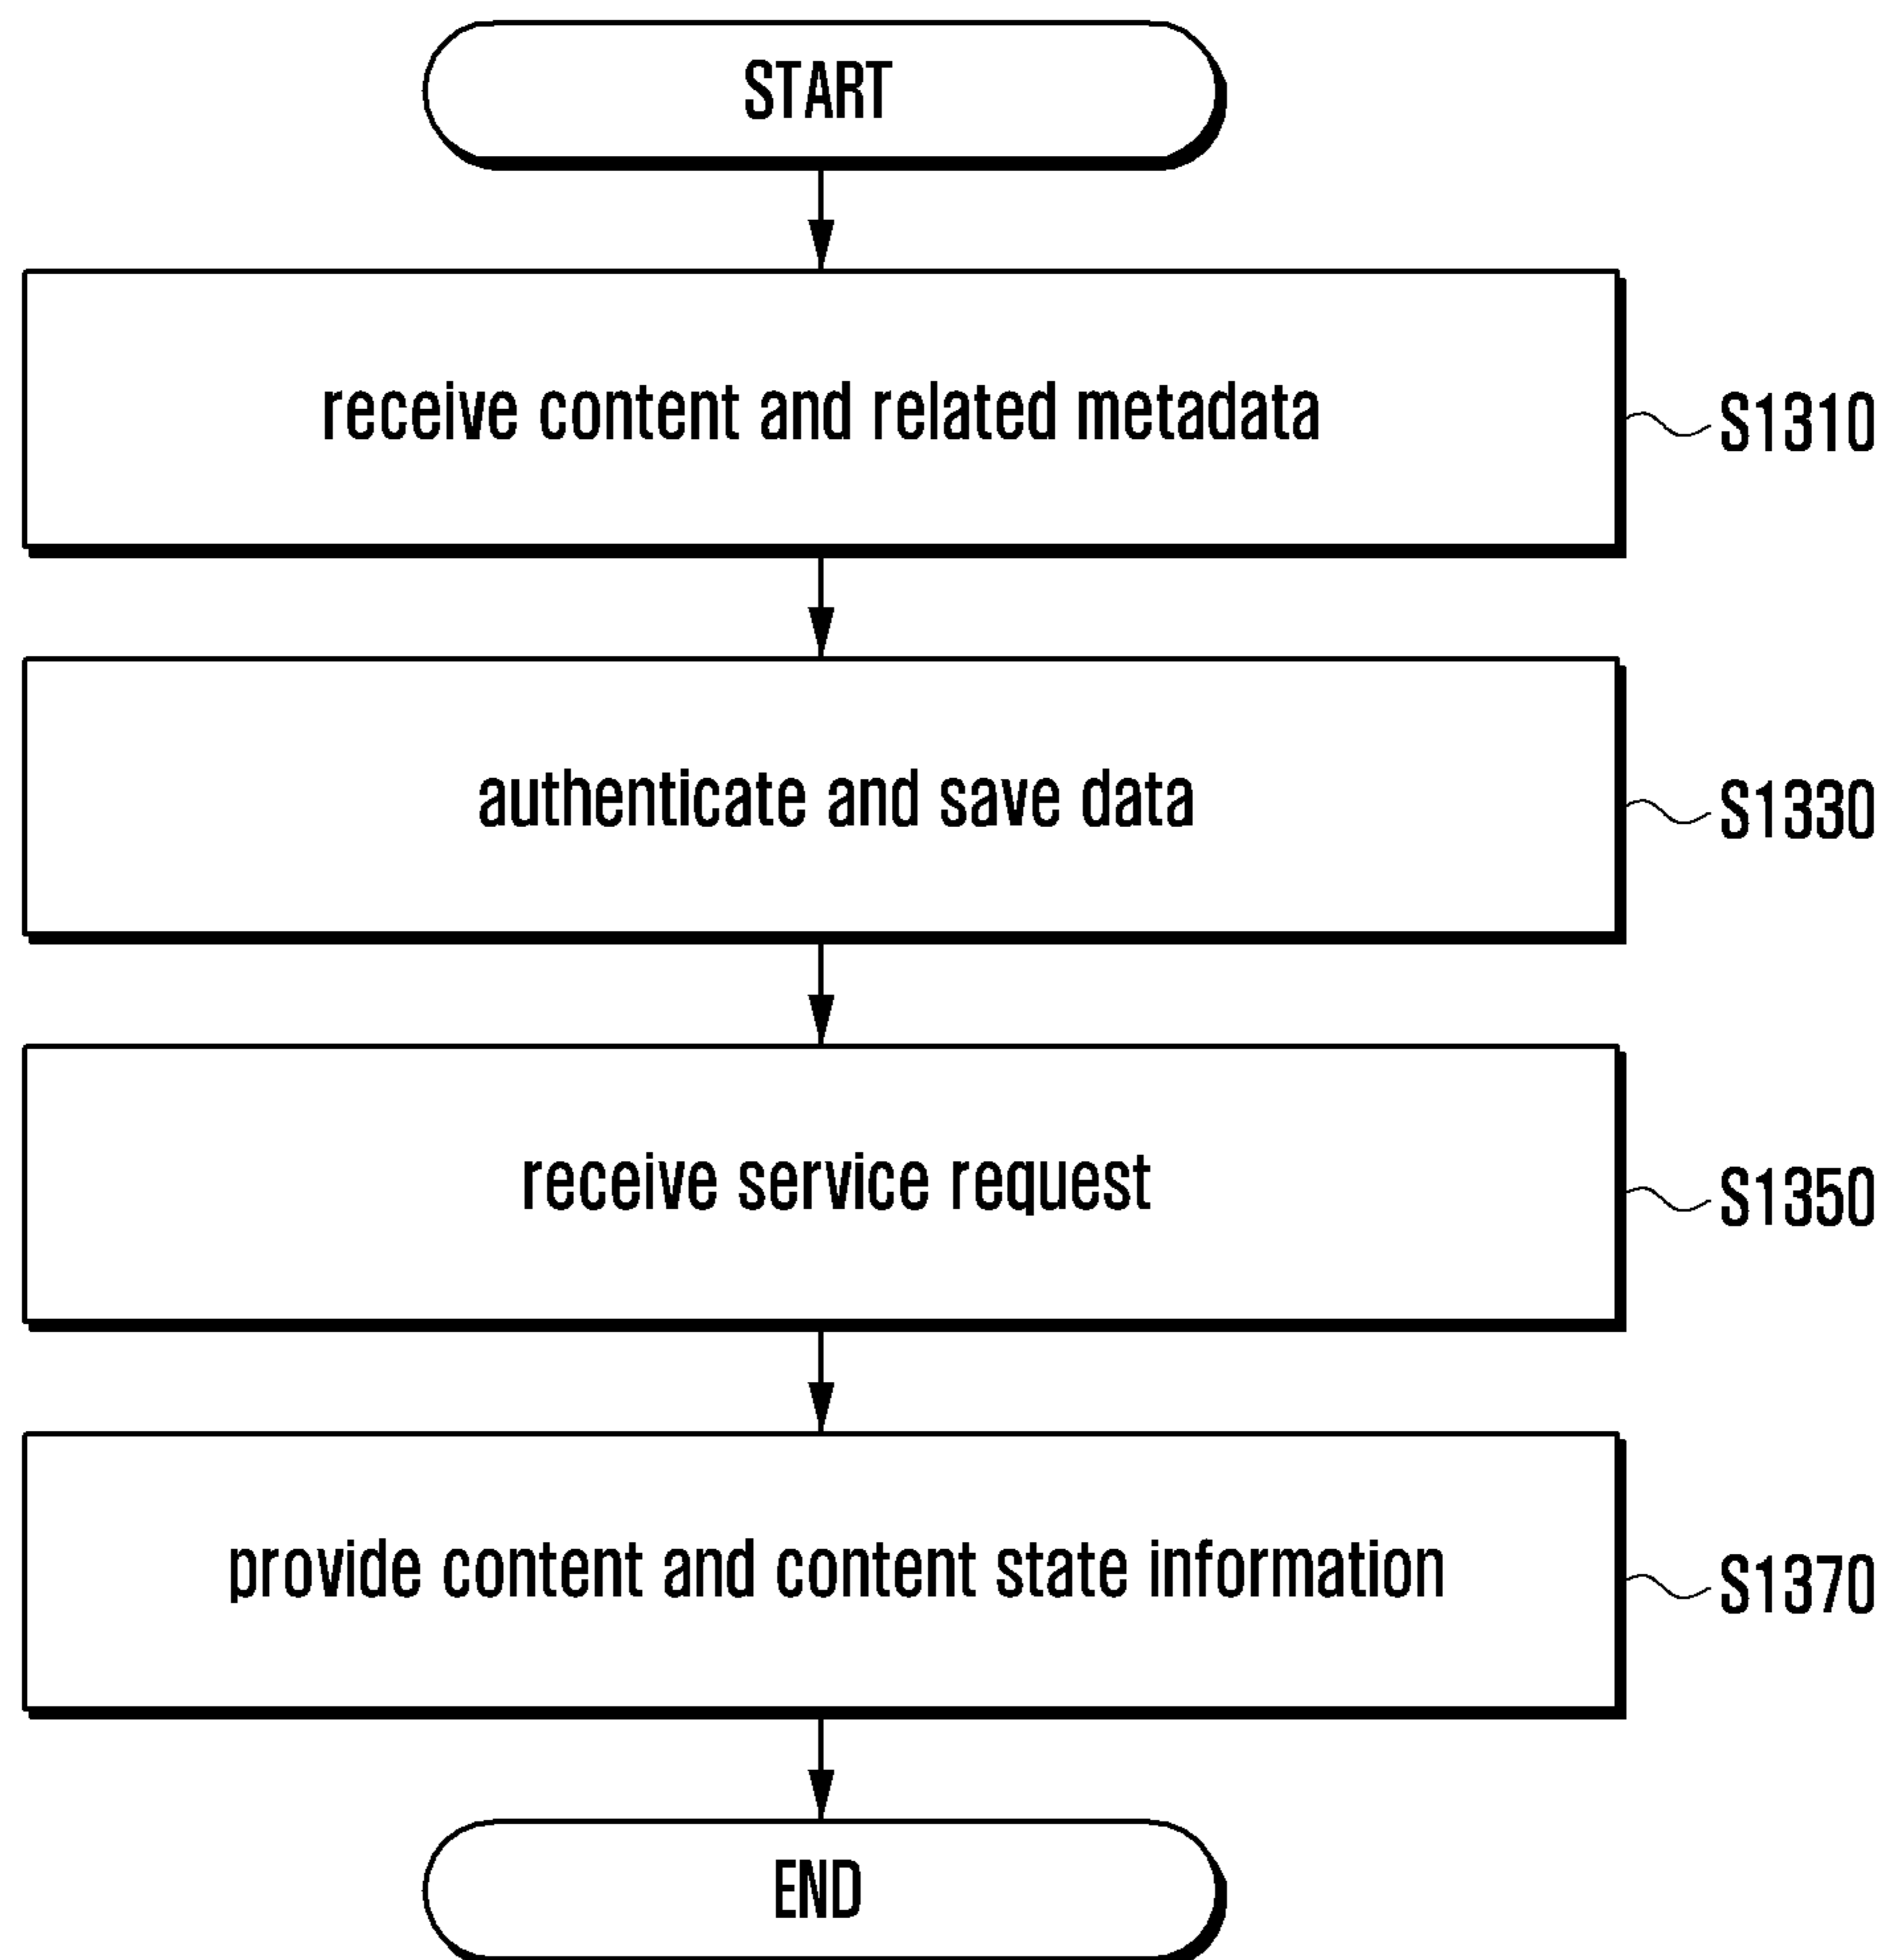 START
receive content and related metadata
S1310
authenticate and save data
S1330
receive service request
S1350
provide content and content state information
S1370
END